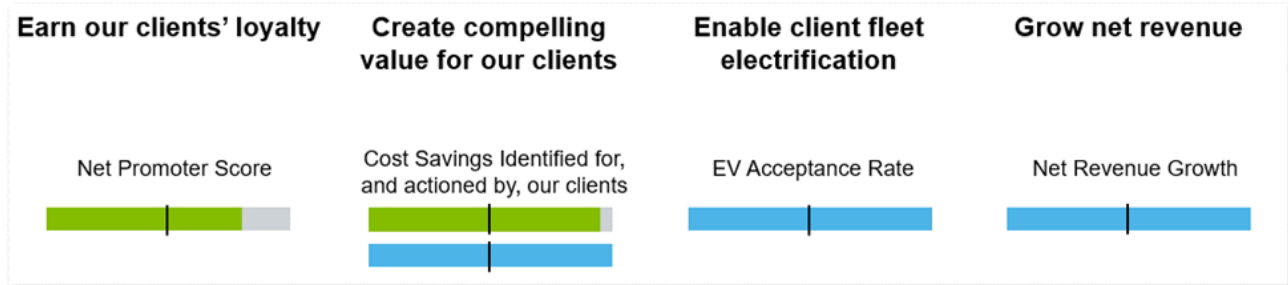 Earn our clients’ loyalty
Create compelling
value for our clients
Enable client fleet
electrification
Grow net revenue
Net Promoter Score
Cost Savings Identified for,
and actioned by, our clients
EV Acceptance Rate
Net Revenue Growth